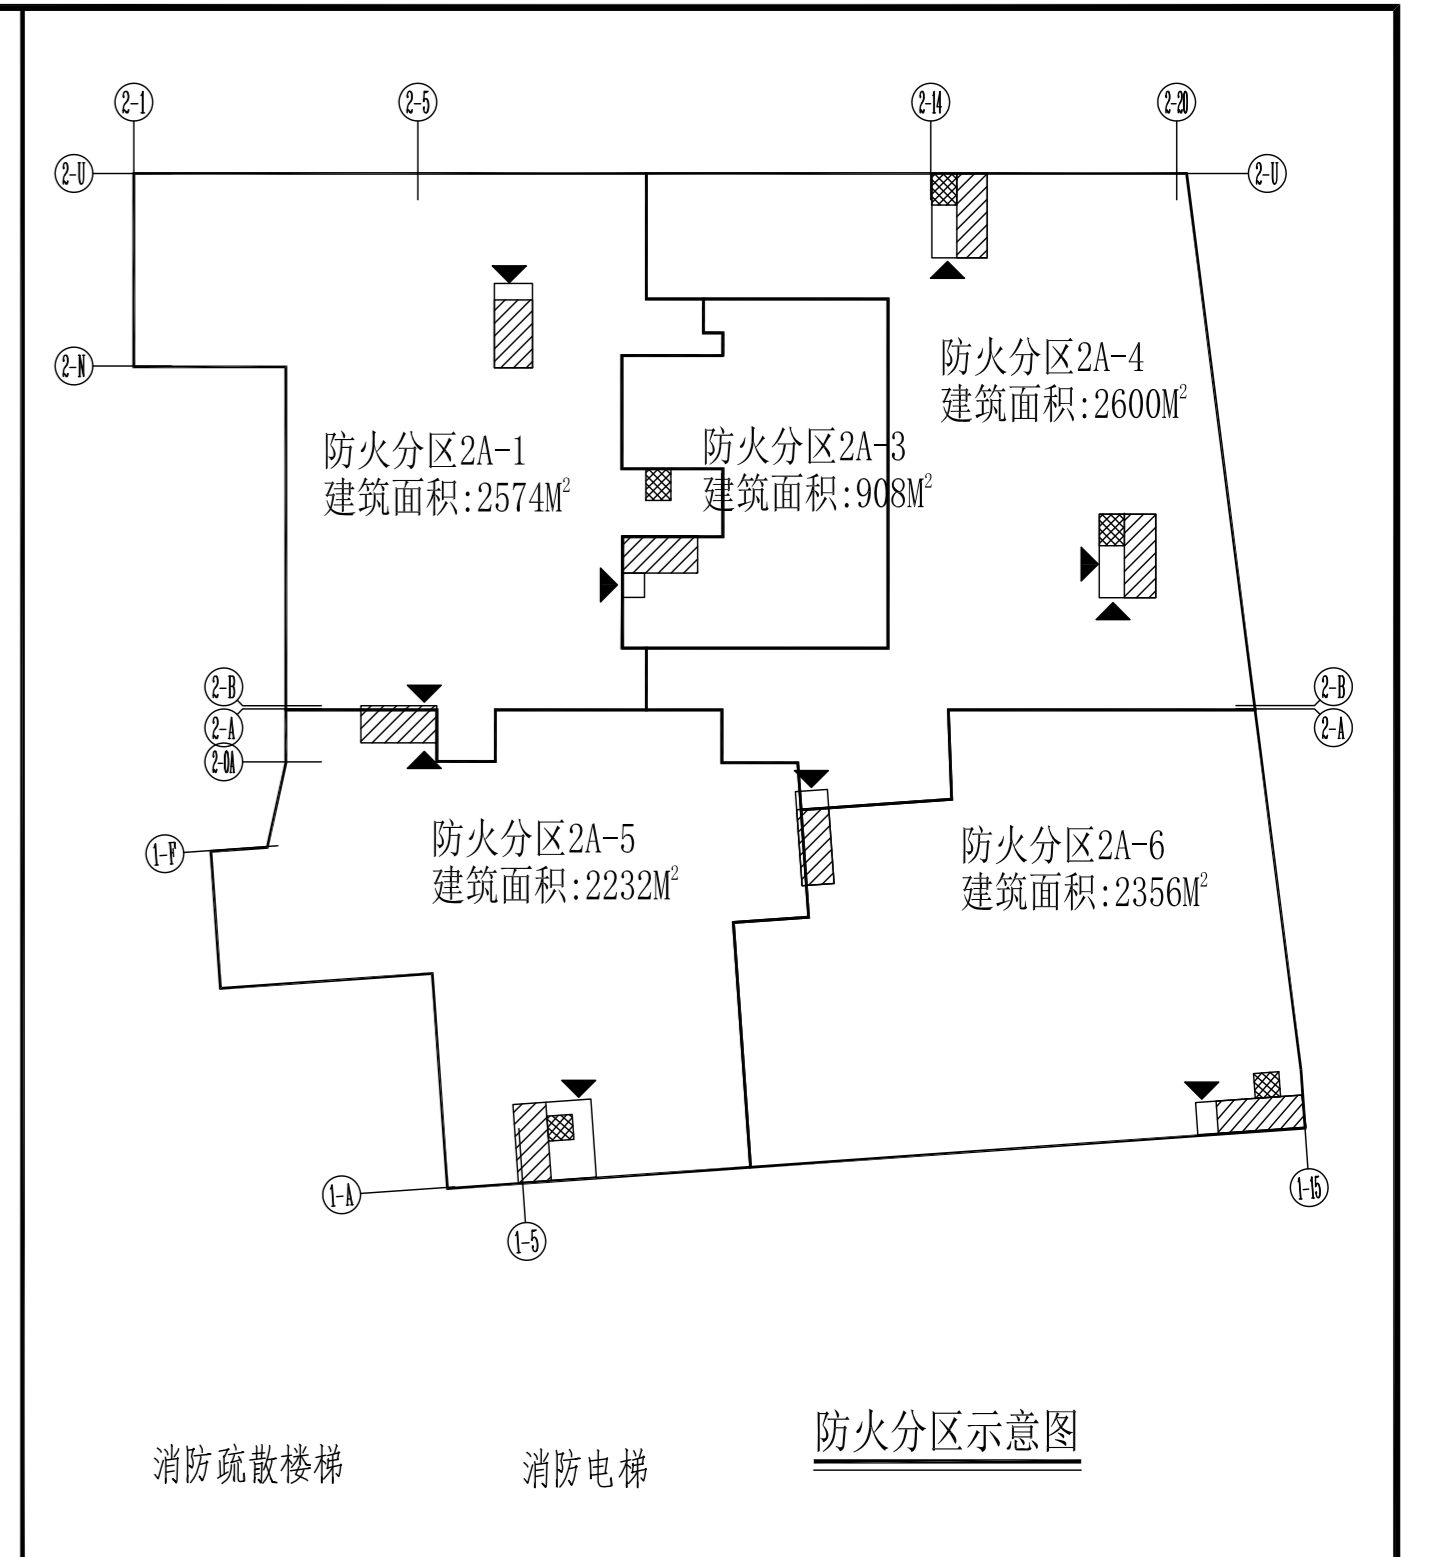 2-1
2-5
2-14
2-20
2-U
2-U
2-N
防火分区2A-4
建筑面积:2600M²
防火分区2A-1
建筑面积:2574M²
防火分区2A-3
建筑面积:908M²
2-B
2-A
2-0A
2-B
2-A
1-F
防火分区2A-5
建筑面积:2232M²
防火分区2A-6
建筑面积:2356M²
1-A
1-5
1-15
防火分区示意图
消防疏散楼梯
消防电梯